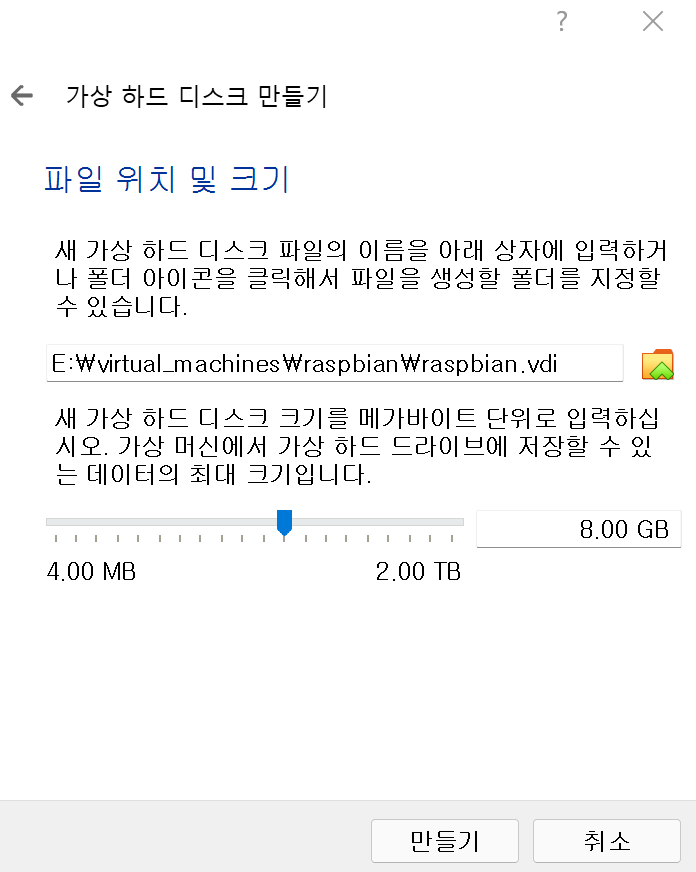 ?
가상 하드 디스크 만들기
파일 위치 및 크기
새 가상 하드 디스크 파일의 이름을 아래 상자에 입력하거
나 폴더 아이콘을 클릭해서 파일을 생성할 폴더를 지정할
수 있습니다.
E:₩virtual_machines₩raspbian₩raspbian.vdi
새 가상 하드 디스크 크기를 메가바이트 단위로 입력하십
시오. 가상 머신에서 가상 하드 드라이브에 저장할 수 있
는 데이터의 최대 크기입니다.
8.00 GB
4.00 MB 2.00 TB
만들기 취소